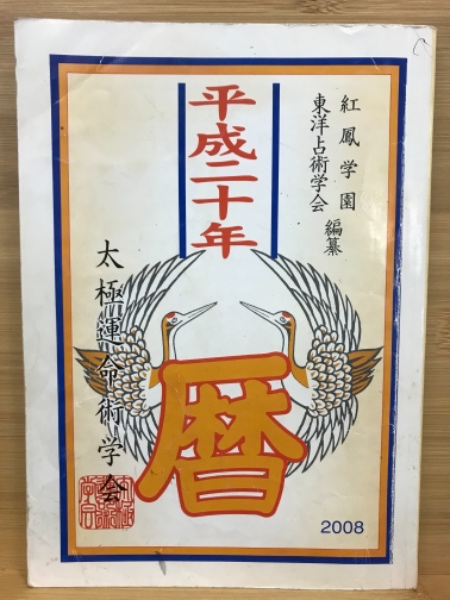 紅鳳学園
東洋占術学会 編纂
平成二十年
太極運命術学会
暦
2008